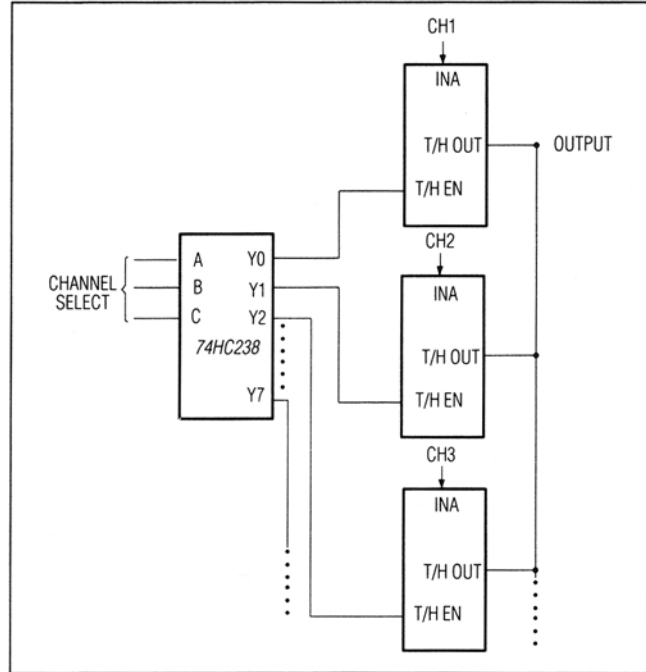 CH1
INA
T/H OUT
OUTPUT
T/H EN
CHANNEL
SELECT
A
B
C
Y0
Y1
Y2
74HC238
Y7
CH2
INA
T/H OUT
T/H EN
CH3
INA
T/H OUT
T/H EN